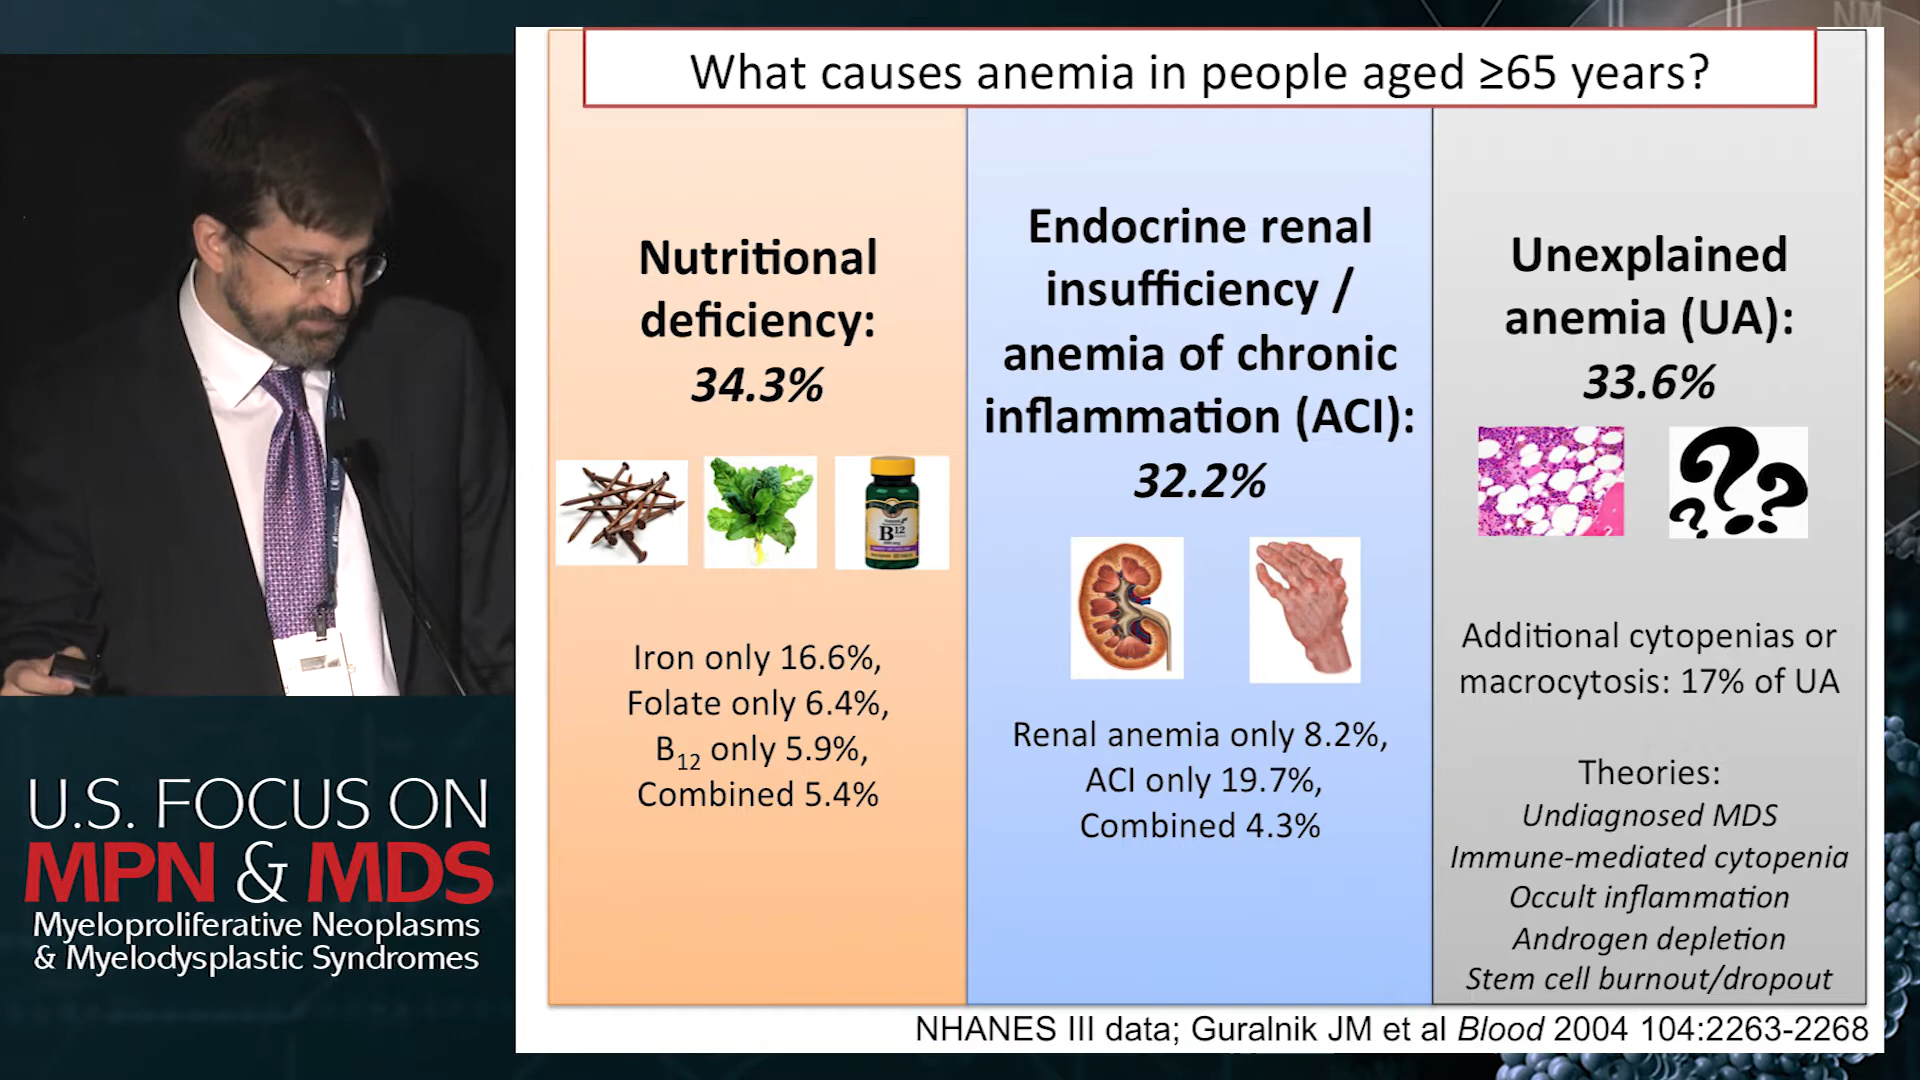 What causes anemia in people aged ≥65 years?
Nutritional
deficiency:
34.3%
B12
Iron only 16.6%,
Folate only 6.4%,
B12 only 5.9%,
Combined 5.4%
Endocrine renal
insufficiency /
anemia of chronic
inflammation (ACI):
32.2%
Renal anemia only 8.2%,
ACI only 19.7%,
Combined 4.3%
Unexplained
anemia (UA):
33.6%
???
Additional cytopenias or
macrocytosis: 17% of UA
Theories:
Undiagnosed MDS
Immune-mediated cytopenia
Occult inflammation
Androgen depletion
Stem cell burnout/dropout
NHANES III data; Guralnik JM et al Blood 2004 104:2263-2268
U.S. FOCUS ON
MPN & MDS
Myeloproliferative Neoplasms
& Myelodysplastic Syndromes
NM